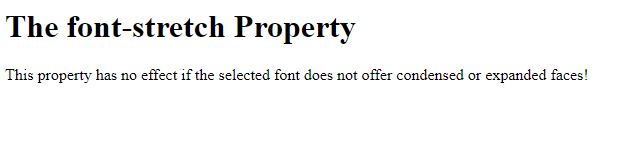 The font-stretch Property
This property has no effect if the selected font does not offer condensed or expanded faces!